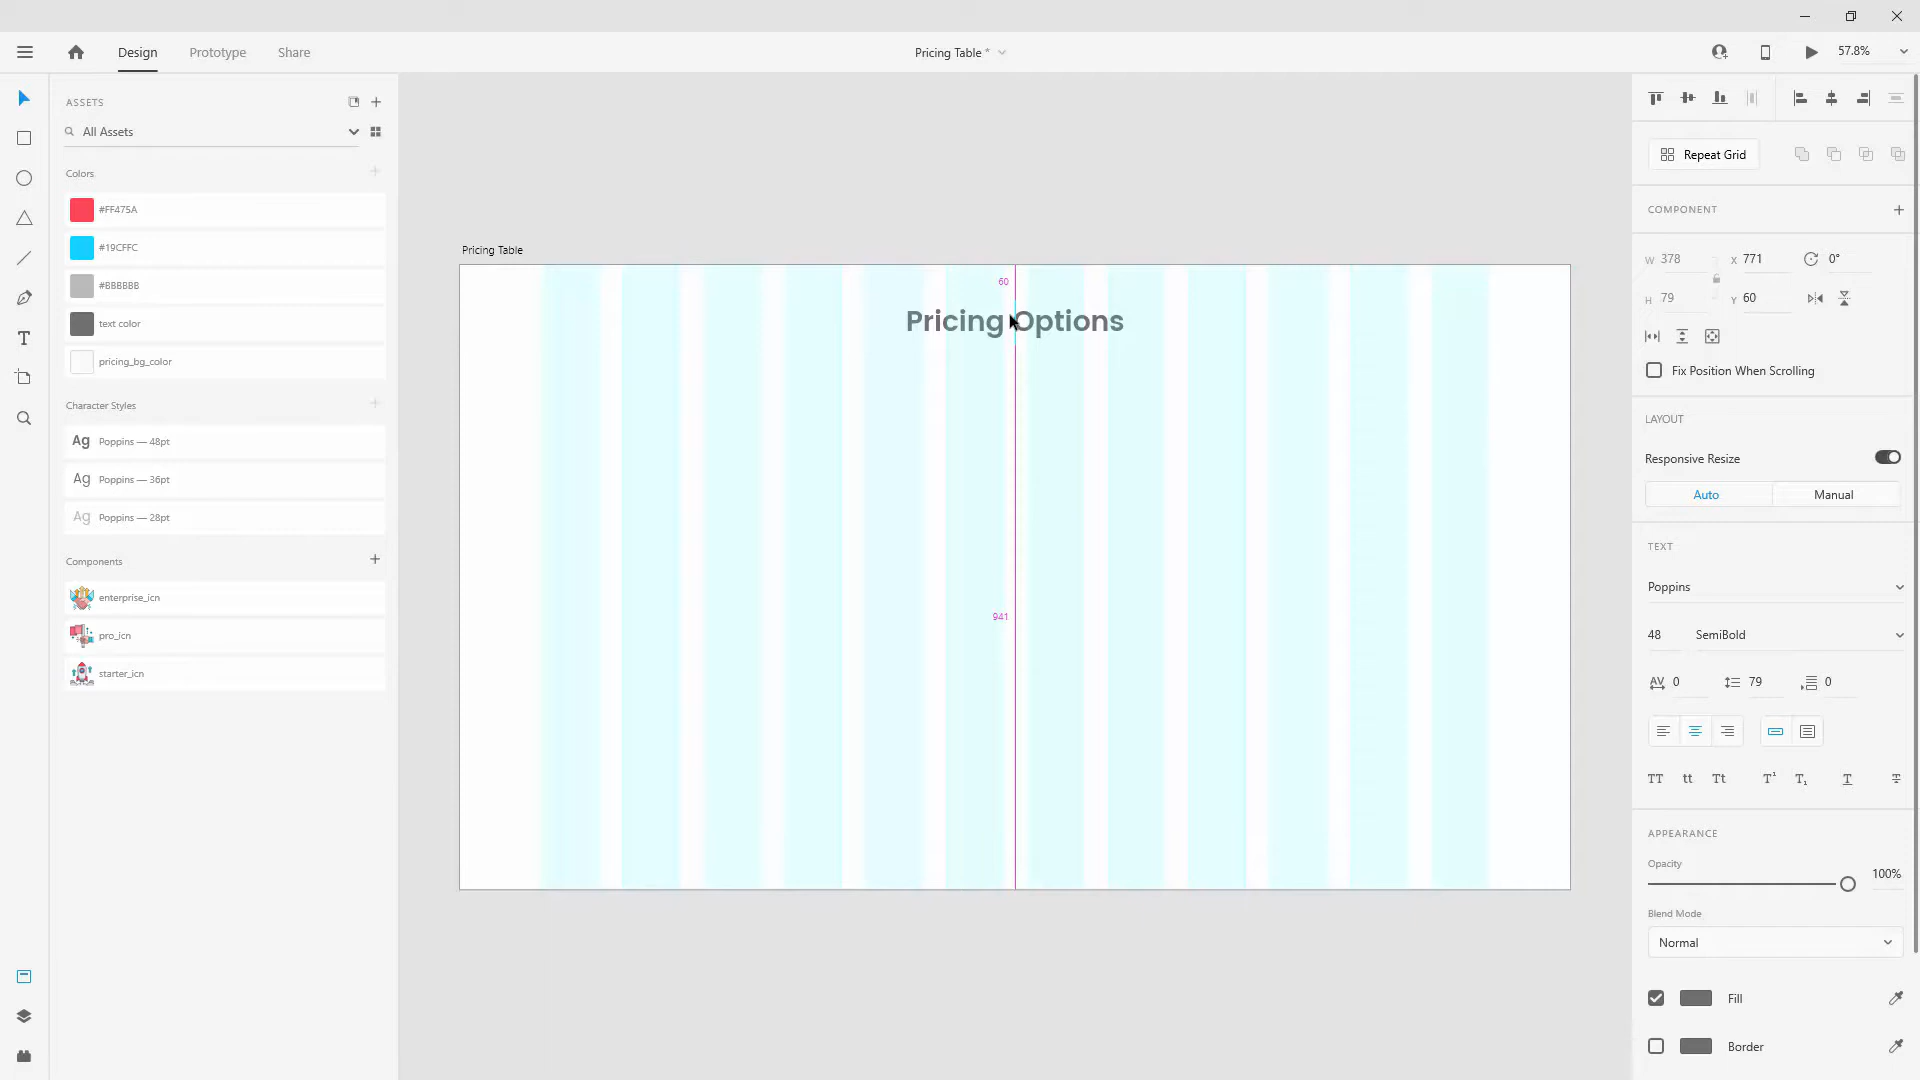 Design
Prototype
Share
Pricing Table *
57.8%
ASSETS
All Assets
Colors
#FF475A
#19CFFC
#BBBBBB
text color
pricing_bg_color
Character Styles
Ag Poppins — 48pt
Ag Poppins — 36pt
Ag Poppins — 28pt
Components
enterprise_icn
pro_icn
starter_icn
T
Pricing Table
60
Pricing Options
941
Repeat Grid
COMPONENT
W 378
X 771
0°
H 79
Y 60
Fix Position When Scrolling
LAYOUT
Responsive Resize
Auto
Manual
TEXT
Poppins
48
SemiBold
AV 0
79
0
TT tt Tt T¹ T₁ T T
APPEARANCE
Opacity
100%
Blend Mode
Normal
Fill
Border